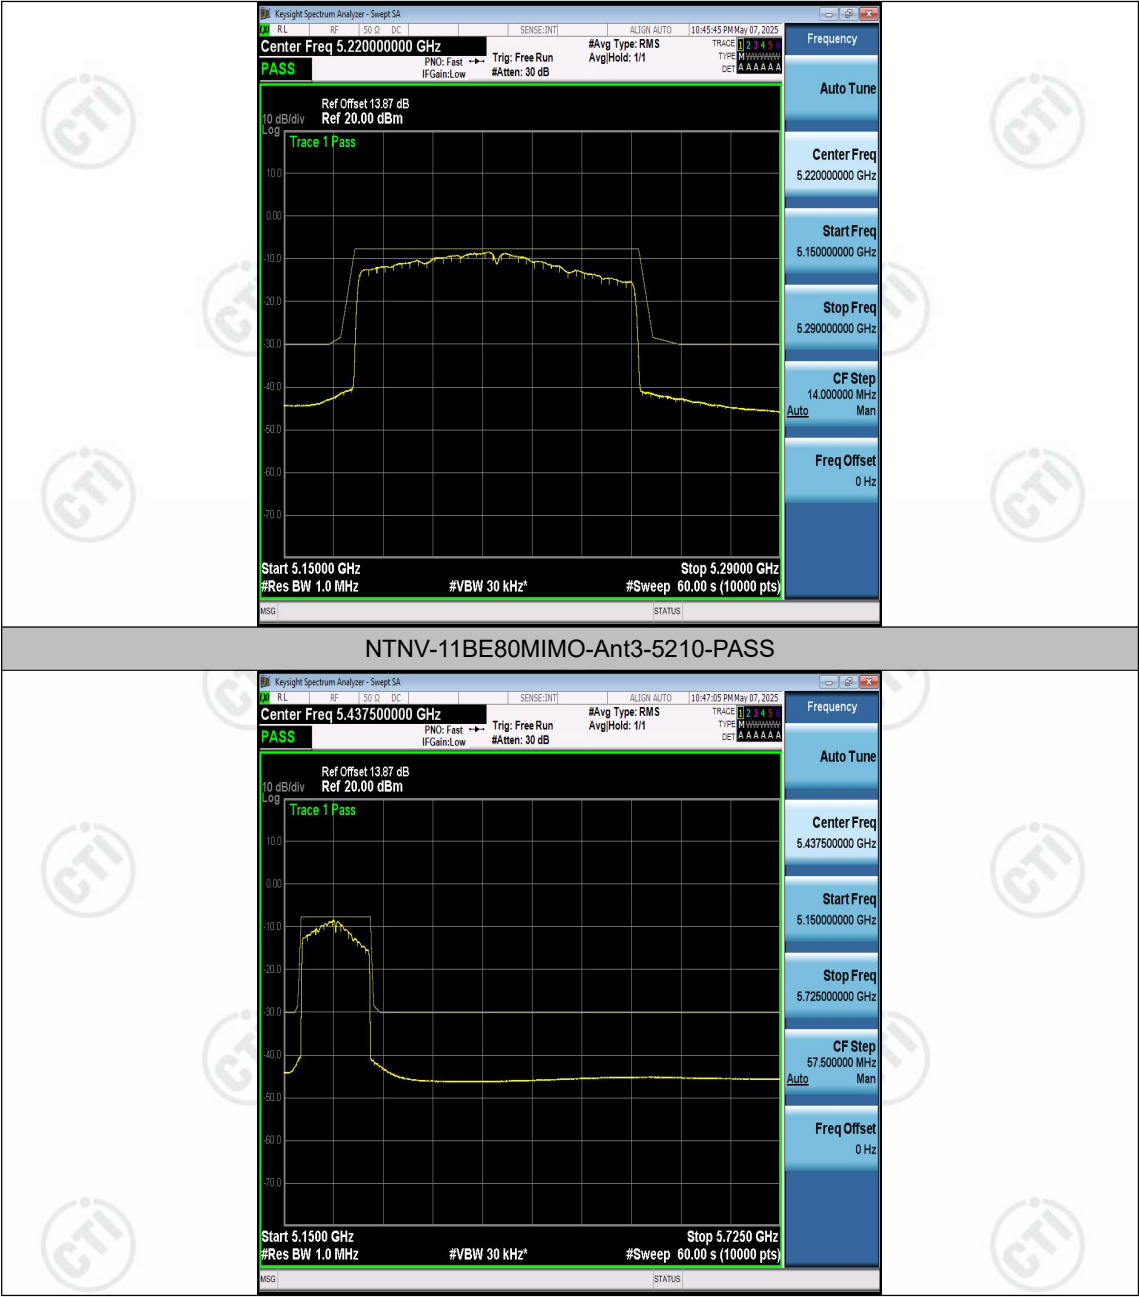 Keysight Spectrum Analyzer - Swept SA
RL RF 50 Ω DC SENSE:INT ALIGN AUTO 10:45:45 PM May 07, 2025
Center Freq 5.220000000 GHz
PASS
PNO: Fast
IFGain:Low
Trig: Free Run
#Atten: 30 dB
#Avg Type: RMS
Avg|Hold: 1/1
TRACE 1 2 3 4 5 6
TYPE M
DET A A A A A A
Ref Offset 13.87 dB
10 dB/div Ref 20.00 dBm
Log
Trace 1 Pass
10.0
0.00
-10.0
-20.0
-30.0
-40.0
-50.0
-60.0
-70.0
Start 5.15000 GHz Stop 5.29000 GHz
#Res BW 1.0 MHz #VBW 30 kHz* #Sweep 60.00 s (10000 pts)
MSG STATUS
Frequency
Auto Tune
Center Freq
5.220000000 GHz
Start Freq
5.150000000 GHz
Stop Freq
5.290000000 GHz
CF Step
14.000000 MHz
Auto Man
Freq Offset
0 Hz
NTNV-11BE80MIMO-Ant3-5210-PASS
Keysight Spectrum Analyzer - Swept SA
RL RF 50 Ω DC SENSE:INT ALIGN AUTO 10:47:05 PM May 07, 2025
Center Freq 5.437500000 GHz
PASS
PNO: Fast
IFGain:Low
Trig: Free Run
#Atten: 30 dB
#Avg Type: RMS
Avg|Hold: 1/1
TRACE 1 2 3 4 5 6
TYPE M
DET A A A A A A
Ref Offset 13.87 dB
10 dB/div Ref 20.00 dBm
Log
Trace 1 Pass
10.0
0.00
-10.0
-20.0
-30.0
-40.0
-50.0
-60.0
-70.0
Start 5.1500 GHz Stop 5.7250 GHz
#Res BW 1.0 MHz #VBW 30 kHz* #Sweep 60.00 s (10000 pts)
MSG STATUS
Frequency
Auto Tune
Center Freq
5.437500000 GHz
Start Freq
5.150000000 GHz
Stop Freq
5.725000000 GHz
CF Step
57.500000 MHz
Auto Man
Freq Offset
0 Hz
CTI
CTI
CTI
CTI
CTI
CTI
CTI
CTI
CTI
CTI
CTI
CTI